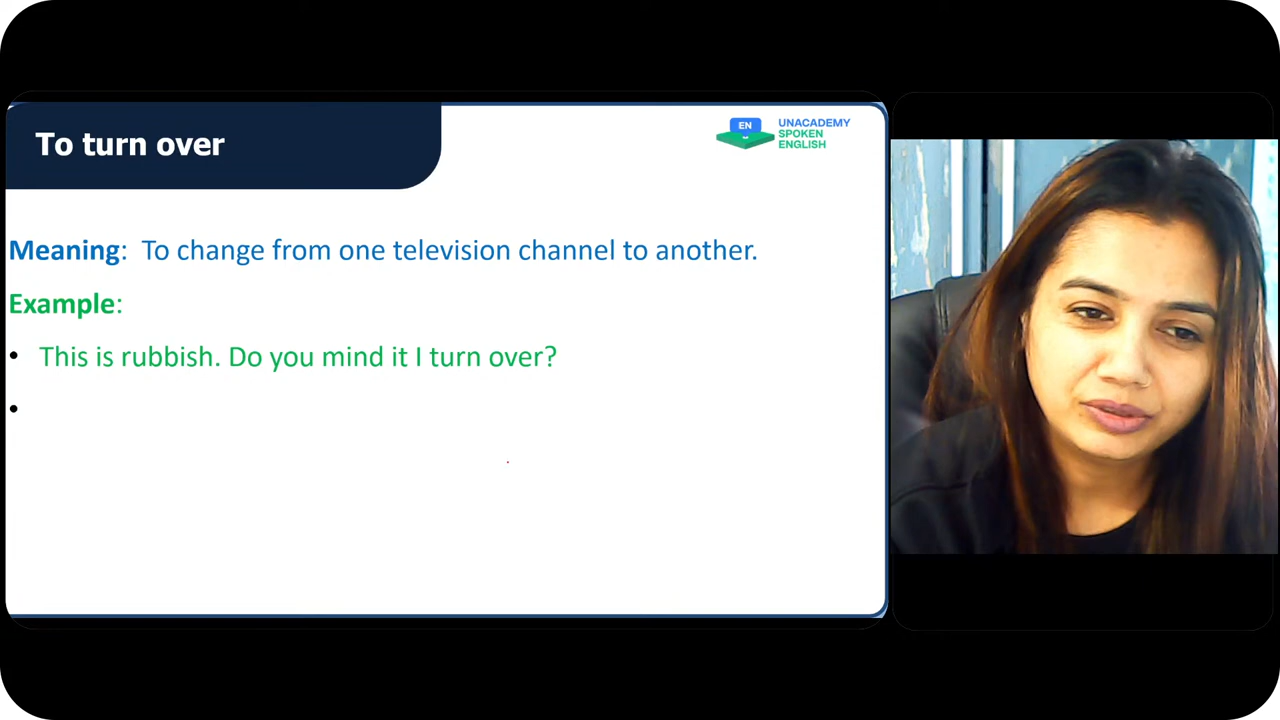 To turn over
EN
UNACADEMY
SPOKEN
ENGLISH
Meaning: To change from one television channel to another.
Example:
• This is rubbish. Do you mind it I turn over?
•